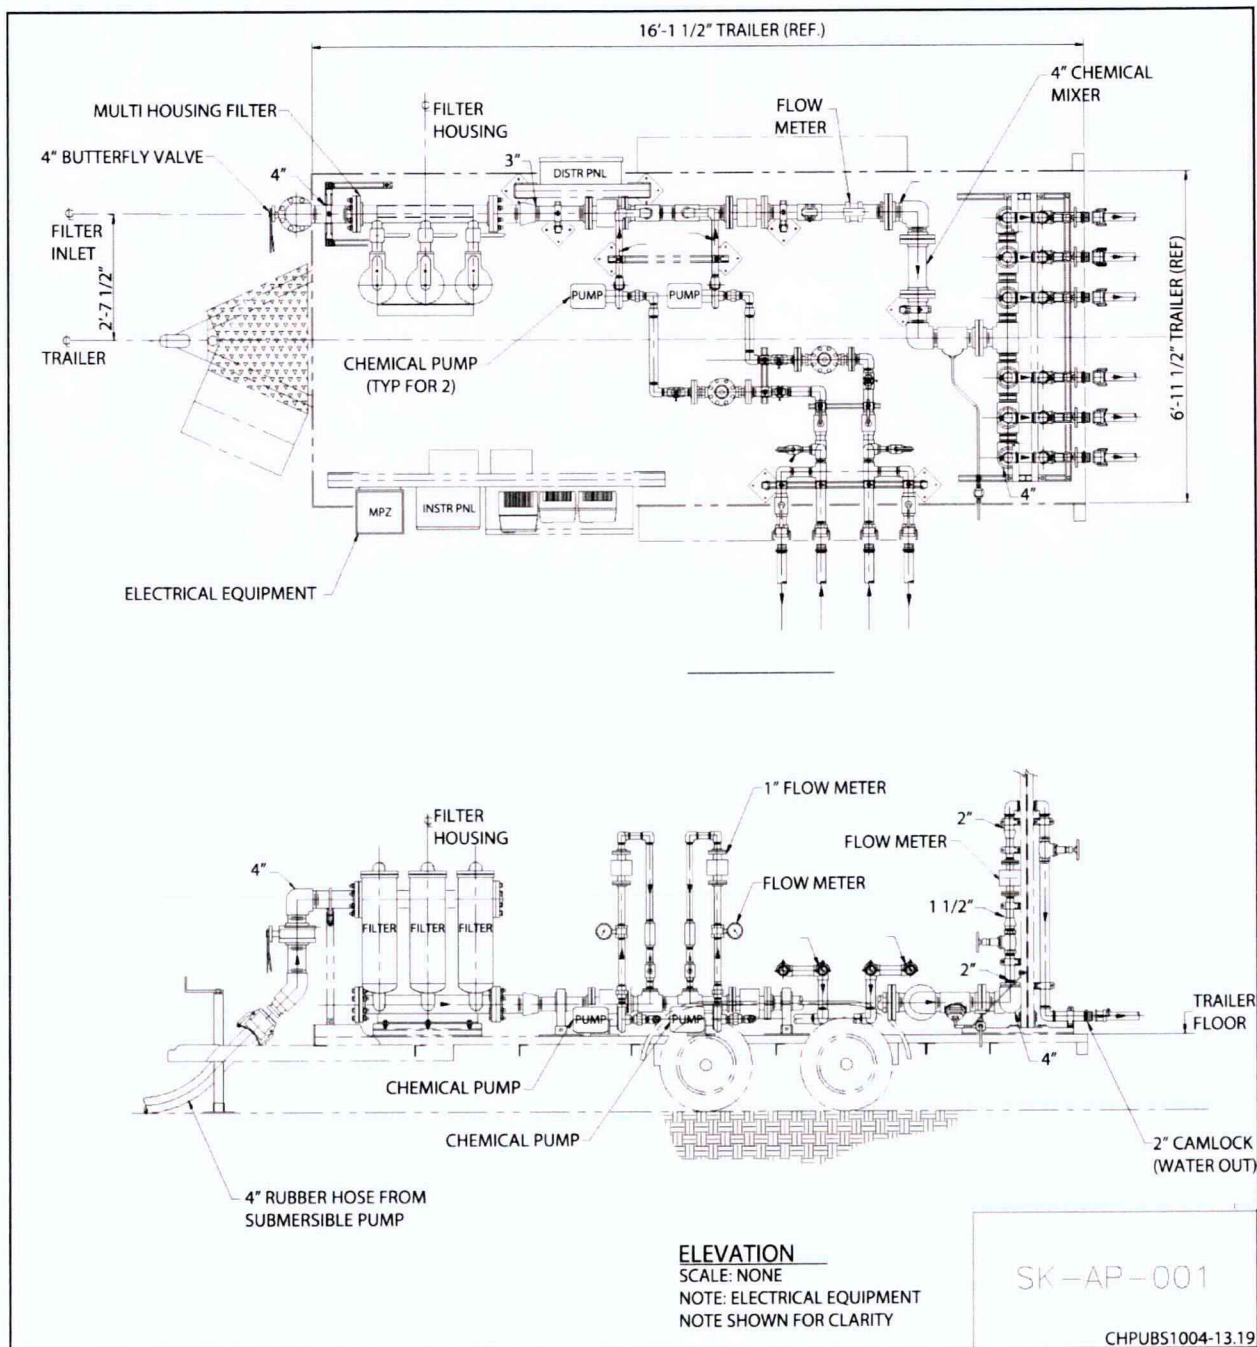 16'-1 1/2" TRAILER (REF.)
4" CHEMICAL
MIXER
MULTI HOUSING FILTER
FILTER
HOUSING
FLOW
METER
4" BUTTERFLY VALVE
4"
3"
DISTR PNL
FILTER
INLET
2'-7 1/2"
TRAILER
PUMP
PUMP
CHEMICAL PUMP
(TYP FOR 2)
6'-11 1/2" TRAILER (REF)
4"
MPZ
INSTR PNL
ELECTRICAL EQUIPMENT
1" FLOW METER
FILTER
HOUSING
2"
FLOW METER
4"
FLOW METER
1 1/2"
FILTER
FILTER
FILTER
2"
TRAILER
FLOOR
PUMP
PUMP
4"
CHEMICAL PUMP
CHEMICAL PUMP
2" CAMLOCK
(WATER OUT)
4" RUBBER HOSE FROM
SUBMERSIBLE PUMP
ELEVATION
SCALE: NONE
NOTE: ELECTRICAL EQUIPMENT
NOTE SHOWN FOR CLARITY
SK-AP-001
CHPUBS1004-13.19